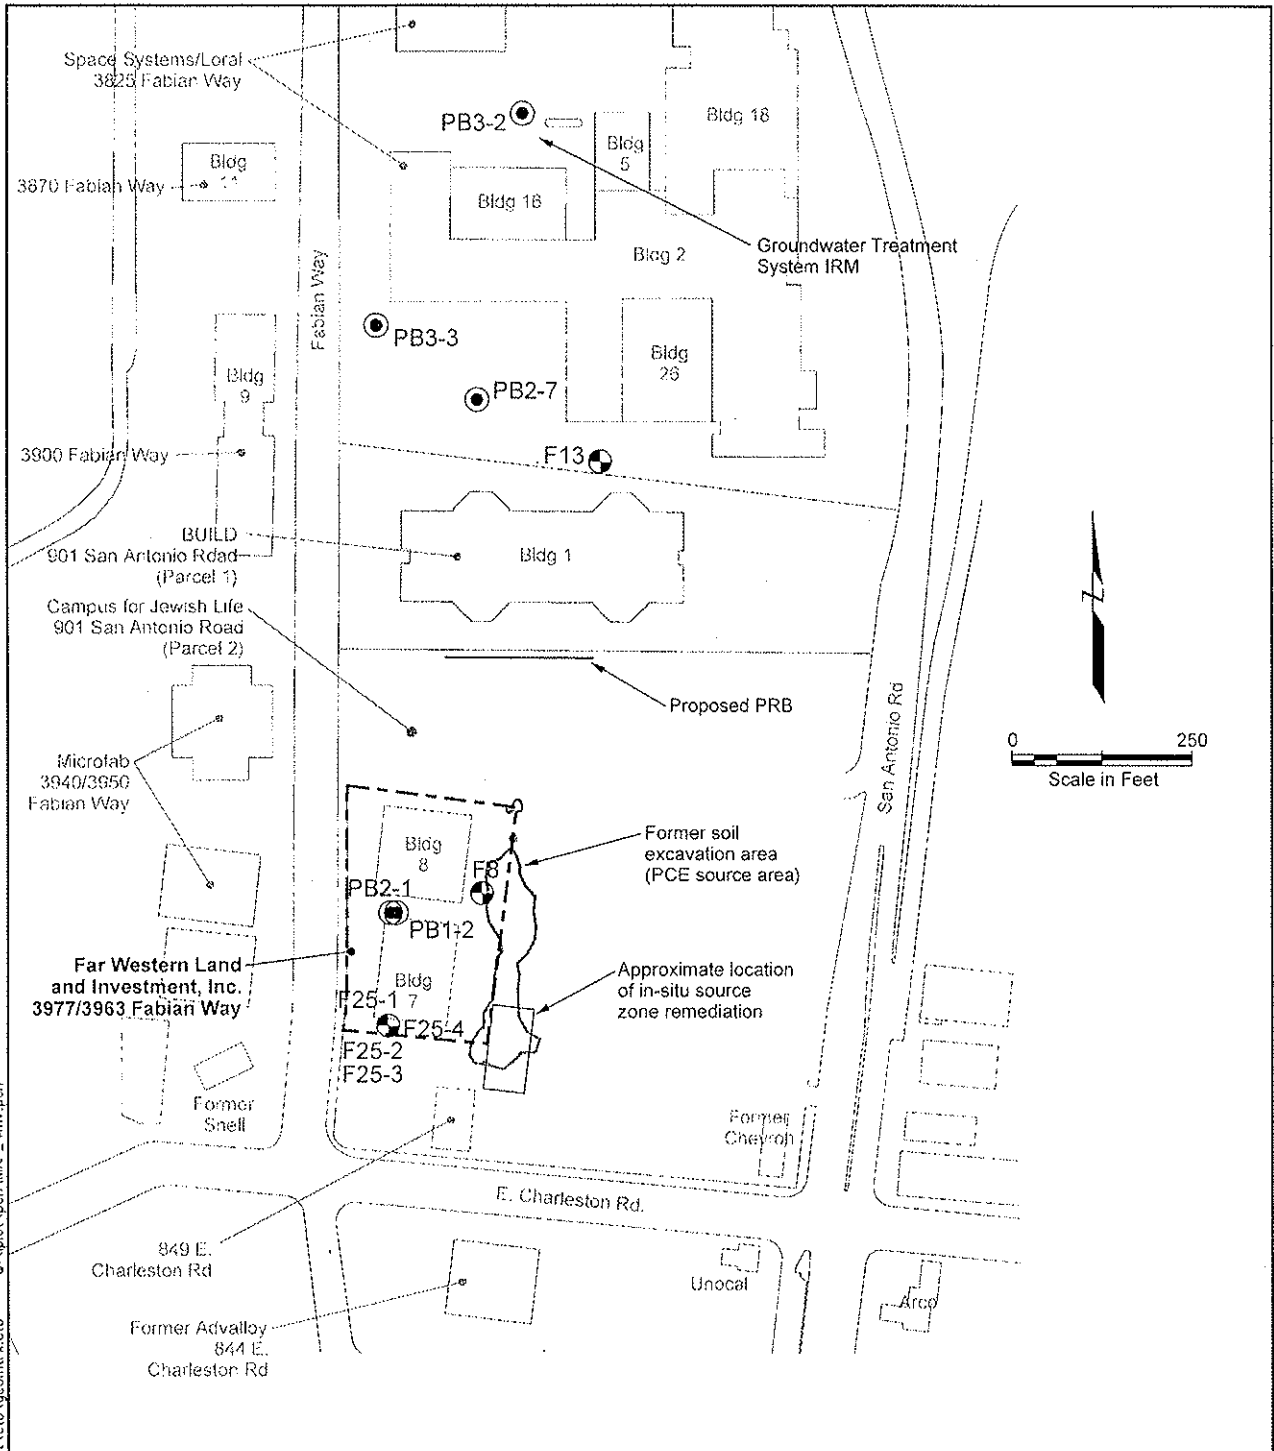 Space Systems/Loral
3825 Fabian Way
PB3-2
Bldg
5
Bldg 18
Bldg
11
3870 Fabian Way
Bldg 16
Bldg 2
Groundwater Treatment
System IRM
Fabian Way
PB3-3
Bldg
26
Bldg
9
PB2-7
3900 Fabian Way
F13
BUILD
901 San Antonio Road
(Parcel 1)
Bldg 1
Campus for Jewish Life
901 San Antonio Road
(Parcel 2)
Proposed PRB
San Antonio Rd
Z
0 250
Scale in Feet
Microfab
3940/3950
Fabian Way
Bldg
8
Former soil
excavation area
(PCE source area)
F8
PB2-1
PB1-2
Far Western Land
and Investment, Inc.
3977/3963 Fabian Way
Bldg
7
Approximate location
of in-situ source
zone remediation
F25-1
F25-4
F25-2
F25-3
Former
Shell
Former
Chevron
E. Charleston Rd.
849 E.
Charleston Rd
Unocal
Arco
Former Advalloy
844 E.
Charleston Rd